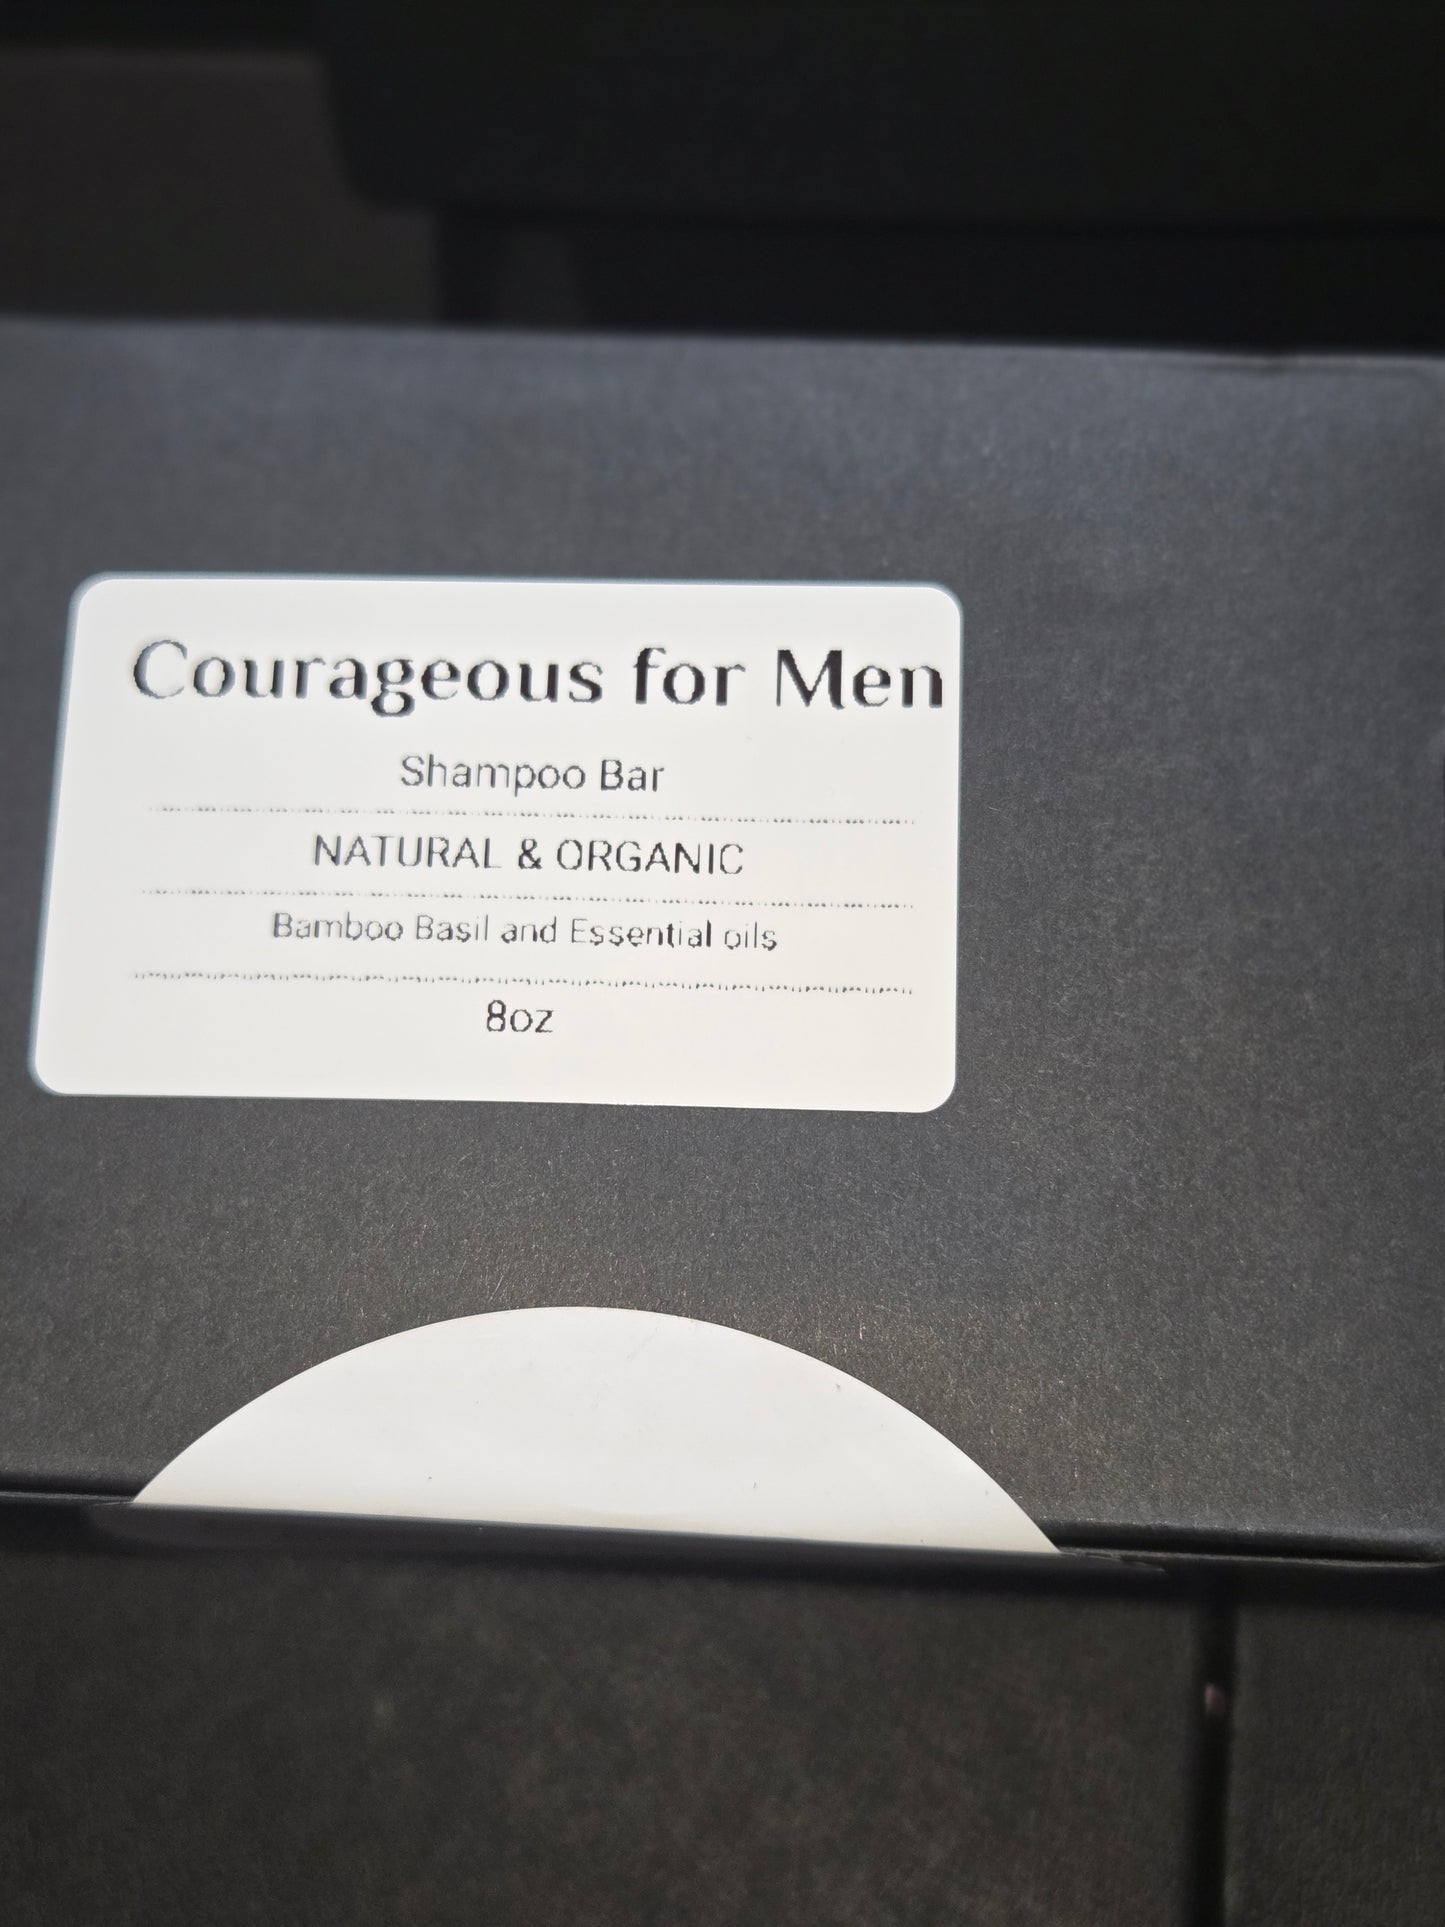 Courageous for Men
Shampoo Bar
NATURAL & ORGANIC
Bamboo Basil and Essential oils
8oz